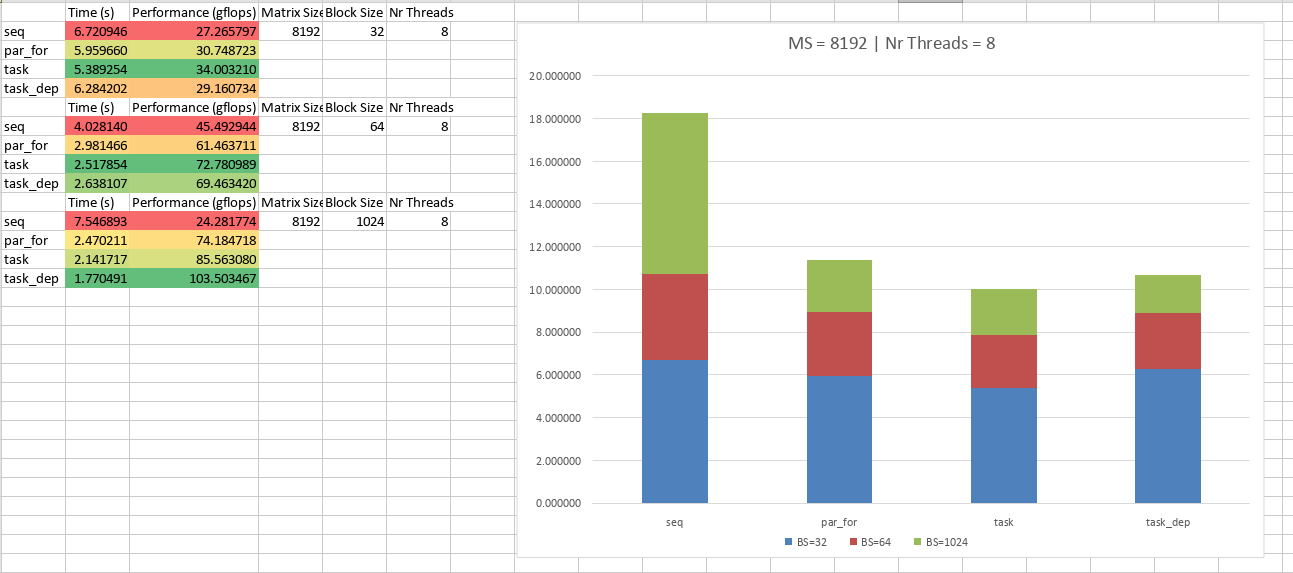 Time (s) Performance (gflops) Matrix Size Block Size Nr Threads
seq 6.720946 27.265797 8192 32 8
par_for 5.959660 30.748723
task 5.389254 34.003210
task_dep 6.284202 29.160734
Time (s) Performance (gflops) Matrix Size Block Size Nr Threads
seq 4.028140 45.492944 8192 64 8
par_for 2.981466 61.463711
task 2.517854 72.780989
task_dep 2.638107 69.463420
Time (s) Performance (gflops) Matrix Size Block Size Nr Threads
seq 7.546893 24.281774 8192 1024 8
par_for 2.470211 74.184718
task 2.141717 85.563080
task_dep 1.770491 103.503467
MS = 8192 | Nr Threads = 8
20.000000
18.000000
16.000000
14.000000
12.000000
10.000000
8.000000
6.000000
4.000000
2.000000
0.000000
seq par_for task task_dep
BS=32 BS=64 BS=1024